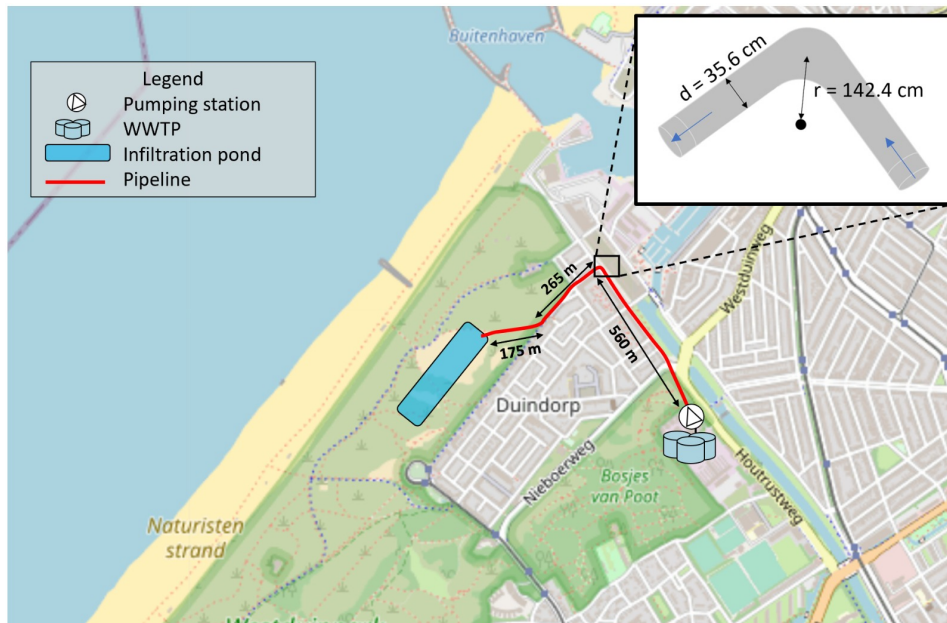 Buitenhaven
Legend
Pumping station
WWTP
Infiltration pond
Pipeline
d = 35.6 cm
r = 142.4 cm
Westduinweg
265 m
175 m
560 m
Duindorp
Nieboerweg
Houtrustweg
Bosjes
van Poot
Naturisten
strand